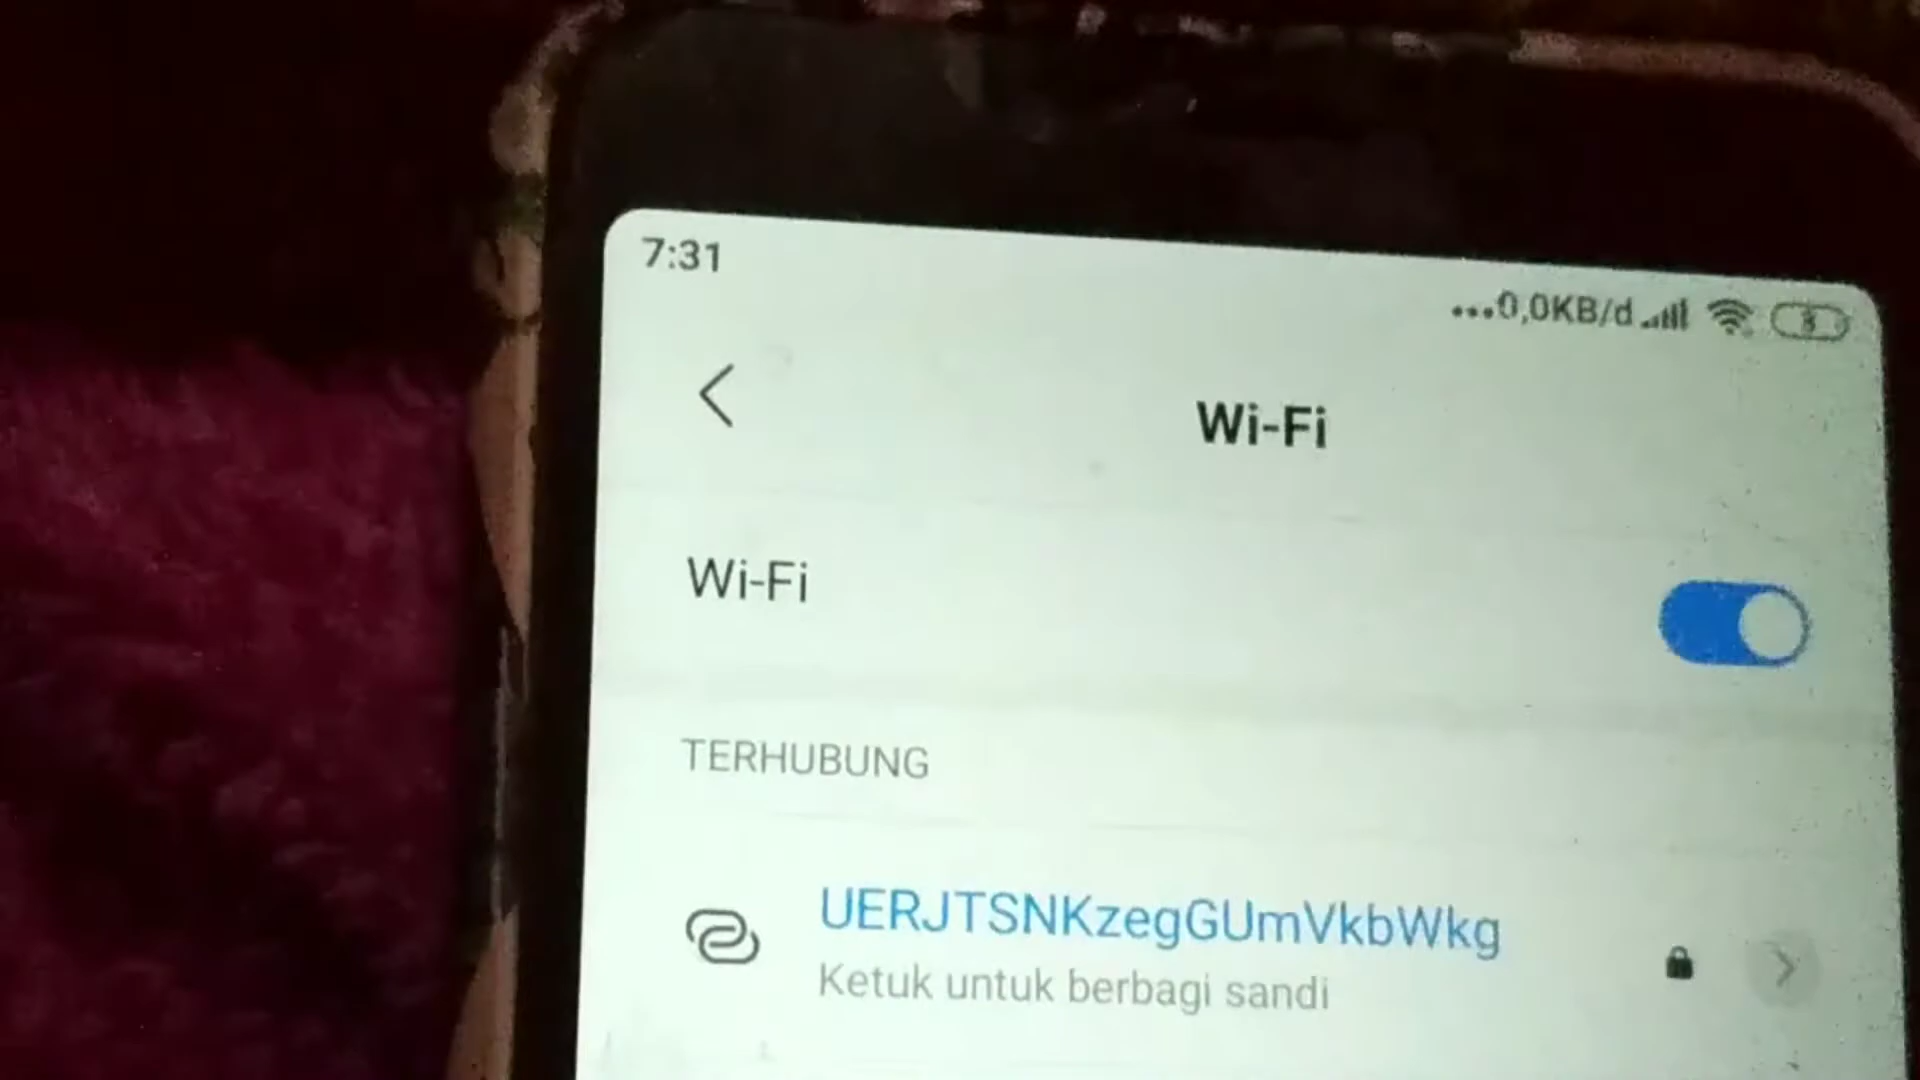 7:31
...0,0KB/d
Wi-Fi
Wi-Fi
TERHUBUNG
UERJTSNKzegGUmVkbWkg
Ketuk untuk berbagi sandi